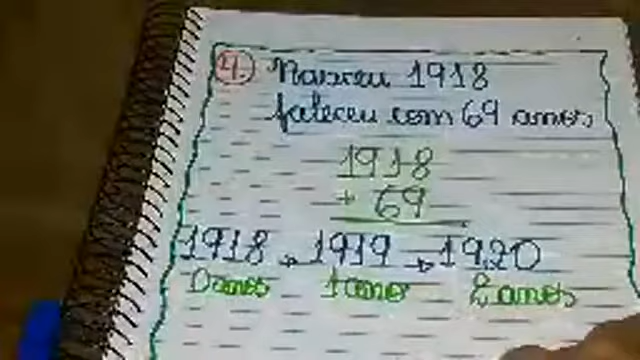 4. Nasceu 1918
faleceu com 69 anos
1918
+ 69
1918 → 1919 → 1920
0 anos 1 ano 2 anos